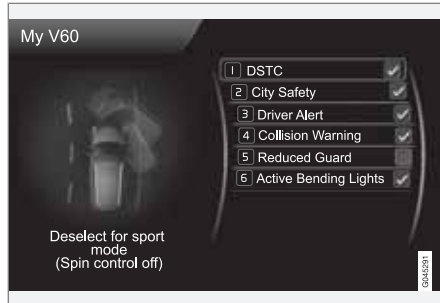 My V60
1 DSTC
2 City Safety
3 Driver Alert
4 Collision Warning
5 Reduced Guard
6 Active Bending Lights
Deselect for sport
mode
(Spin control off)
G045291